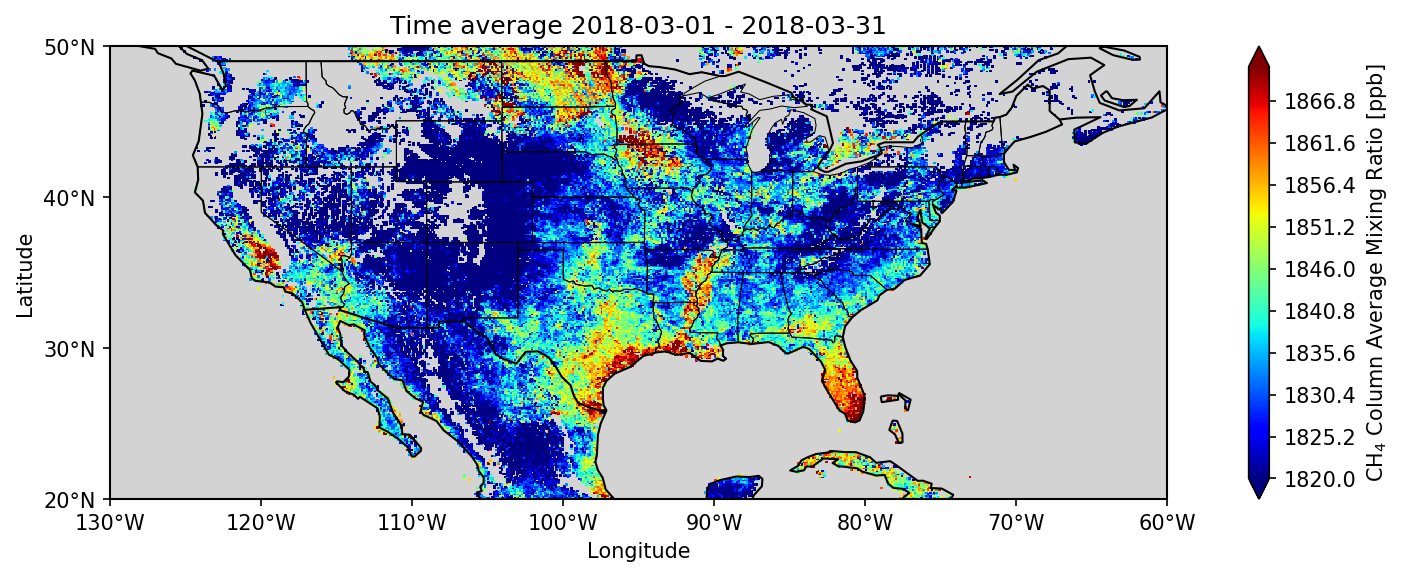 Time average 2018-03-01 - 2018-03-31
50°N
40°N
30°N
20°N
Latitude
130°W 120°W 110°W 100°W 90°W 80°W 70°W 60°W
Longitude
1866.8
1861.6
1856.4
1851.2
1846.0
1840.8
1835.6
1830.4
1825.2
1820.0
CH₄ Column Average Mixing Ratio [ppb]